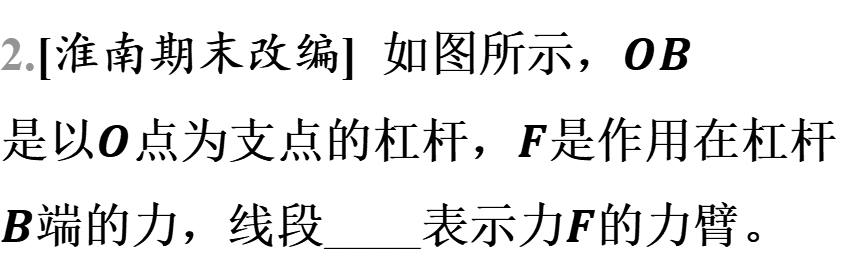 2.[淮南期末改编] 如图所示，OB
是以O点为支点的杠杆，F是作用在杠杆
B端的力，线段____表示力F的力臂。